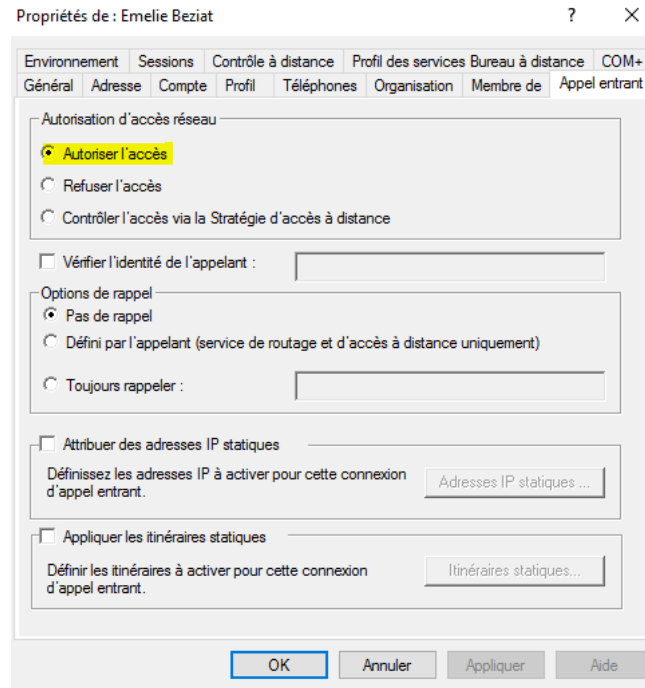 Propriétés de : Emelie Beziat ? ×
Environnement Sessions Contrôle à distance Profil des services Bureau à distance COM+
Général Adresse Compte Profil Téléphones Organisation Membre de Appel entrant
Autorisation d'accès réseau
Autoriser l'accès
Refuser l'accès
Contrôler l'accès via la Stratégie d'accès à distance
Vérifier l'identité de l'appelant :
Options de rappel
Pas de rappel
Défini par l'appelant (service de routage et d'accès à distance uniquement)
Toujours rappeler :
Attribuer des adresses IP statiques
Définissez les adresses IP à activer pour cette connexion
d'appel entrant.
Adresses IP statiques ...
Appliquer les itinéraires statiques
Définir les itinéraires à activer pour cette connexion
d'appel entrant.
Itinéraires statiques...
OK Annuler Appliquer Aide